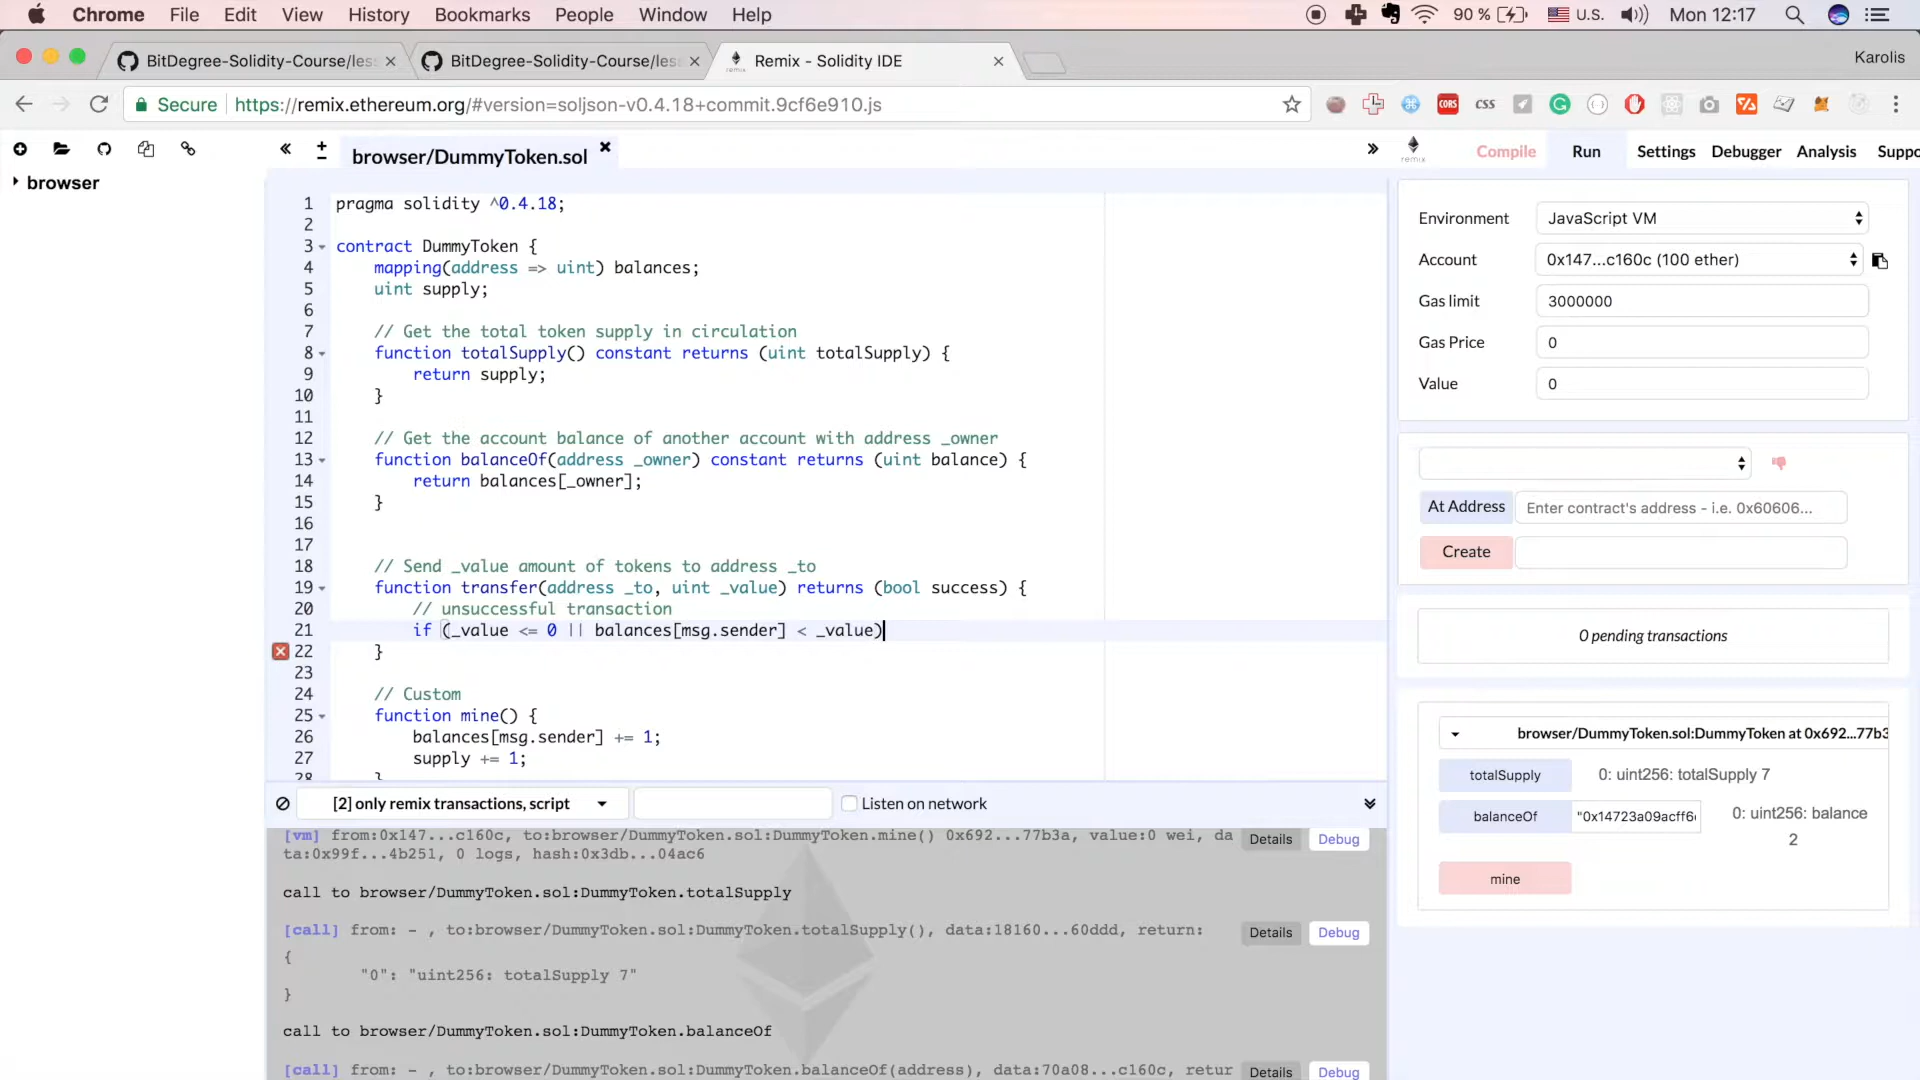 Chrome File Edit View History Bookmarks People Window Help 90 % U.S. Mon 12:17
BitDegree-Solidity-Course/les BitDegree-Solidity-Course/les Remix - Solidity IDE Karolis
Secure https://remix.ethereum.org/#version=soljson-v0.4.18+commit.9cf6e910.js CORS CSS
browser
browser/DummyToken.sol
1 pragma solidity ^0.4.18;
2
3 contract DummyToken {
4 mapping(address => uint) balances;
5 uint supply;
6
7 // Get the total token supply in circulation
8 function totalSupply() constant returns (uint totalSupply) {
9 return supply;
10 }
11
12 // Get the account balance of another account with address _owner
13 function balanceOf(address _owner) constant returns (uint balance) {
14 return balances[_owner];
15 }
16
17
18 // Send _value amount of tokens to address _to
19 function transfer(address _to, uint _value) returns (bool success) {
20 // unsuccessful transaction
21 if (_value <= 0 || balances[msg.sender] < _value)
22 }
23
24 // Custom
25 function mine() {
26 balances[msg.sender] += 1;
27 supply += 1;
28 }
[2] only remix transactions, script Listen on network
[vm] from:0x147...c160c, to:browser/DummyToken.sol:DummyToken.mine() 0x692...77b3a, value:0 wei, da
ta:0x99f...4b251, 0 logs, hash:0x3db...04ac6 Details Debug
call to browser/DummyToken.sol:DummyToken.totalSupply
[call] from: - , to:browser/DummyToken.sol:DummyToken.totalSupply(), data:18160...60ddd, return: Details Debug
{
"0": "uint256: totalSupply 7"
}
call to browser/DummyToken.sol:DummyToken.balanceOf
[call] from: - , to:browser/DummyToken.sol:DummyToken.balanceOf(address), data:70a08...c160c, retur Details Debug
remix Compile Run Settings Debugger Analysis Suppo
Environment JavaScript VM
Account 0x147...c160c (100 ether)
Gas limit 3000000
Gas Price 0
Value 0
At Address Enter contract's address - i.e. 0x60606...
Create
0 pending transactions
browser/DummyToken.sol:DummyToken at 0x692...77b3
totalSupply 0: uint256: totalSupply 7
balanceOf "0x14723a09acff6 0: uint256: balance
2
mine